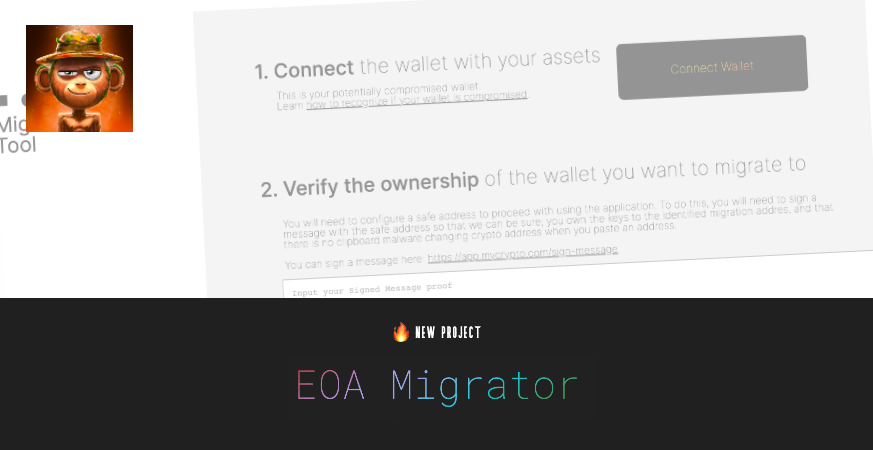 Mig
Tool
1. Connect the wallet with your assets
This is your potentially compromised wallet.
Learn how to recognize if your wallet is compromised.
Connect Wallet
2. Verify the ownership of the wallet you want to migrate to
You will need to configure a safe address to proceed with using the application. To do this, you will need to sign a
message with the safe address so that we can be sure, you own the keys to the identified migration addres, and that
there is no clipboard malware changing crypto address when you paste an address.
You can sign a message here: https://app.mycrypto.com/sign-message
Input your Signed Message proof
NEW PROJECT
EOA Migrator